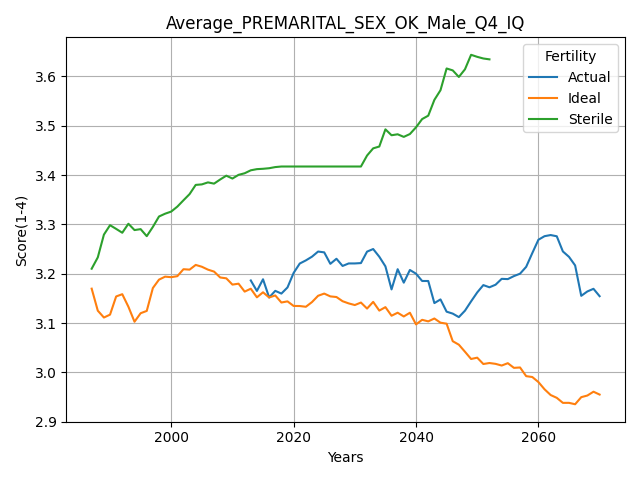 Average_PREMARITAL_SEX_OK_Male_Q4_IQ
Fertility
Actual
Ideal
Sterile
Score(1-4)
3.6
3.5
3.4
3.3
3.2
3.1
3.0
2.9
2000
2020
2040
2060
Years